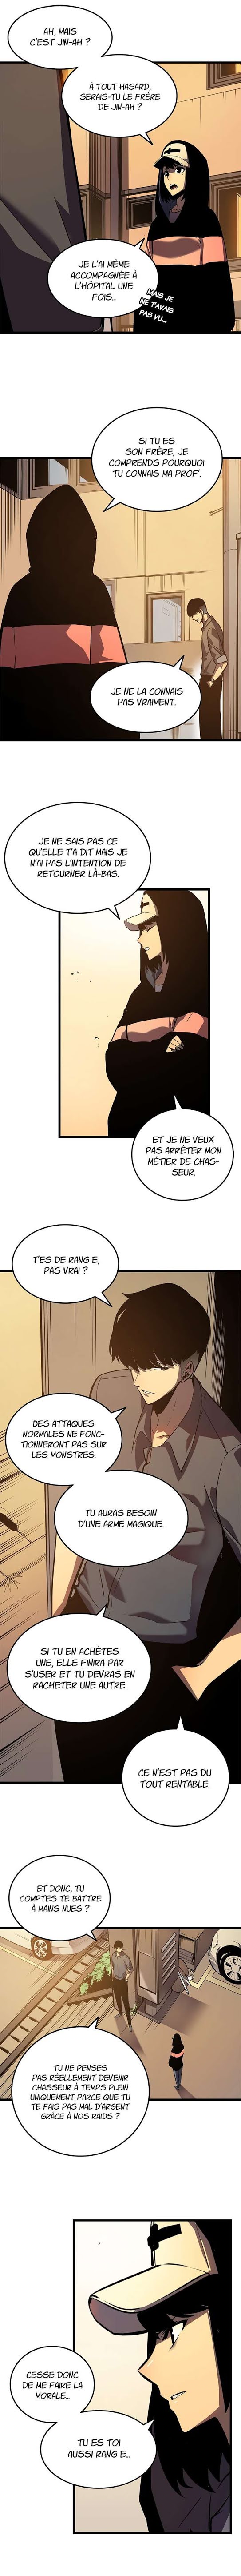 AH, MAIS
C'EST JIN-AH ?
À TOUT HASARD,
SERAIS-TU LE FRÈRE
DE JIN-AH ?
JE L'AI MÊME
ACCOMPAGNÉE À
L'HÔPITAL UNE
FOIS...
MAIS JE
NE T'AVAIS
PAS VU...
SI TU ES
SON FRÈRE, JE
COMPRENDS POURQUOI
TU CONNAIS MA PROF'.
JE NE LA CONNAIS
PAS VRAIMENT.
JE NE SAIS PAS CE
QU'ELLE T'A DIT MAIS JE
N'AI PAS L'INTENTION DE
RETOURNER LÀ-BAS.
ET JE NE VEUX
PAS ARRÊTER MON
MÉTIER DE CHAS-
SEUR.
T'ES DE RANG E,
PAS VRAI ?
DES ATTAQUES
NORMALES NE FONC-
TIONNERONT PAS SUR
LES MONSTRES.
TU AURAS BESOIN
D'UNE ARME MAGIQUE.
SI TU EN ACHÈTES
UNE, ELLE FINIRA PAR
S'USER ET TU DEVRAS EN
RACHETER UNE AUTRE.
CE N'EST PAS DU
TOUT RENTABLE.
ET DONC, TU
COMPTES TE BATTRE
À MAINS NUES ?
TU NE PENSES
PAS RÉELLEMENT DEVENIR
CHASSEUR À TEMPS PLEIN
UNIQUEMENT PARCE QUE TU
TE FAIS PAS MAL D'ARGENT
GRÂCE À NOS RAIDS ?
CESSE DONC
DE ME FAIRE LA
MORALE...
TU ES TOI
AUSSI RANG E...